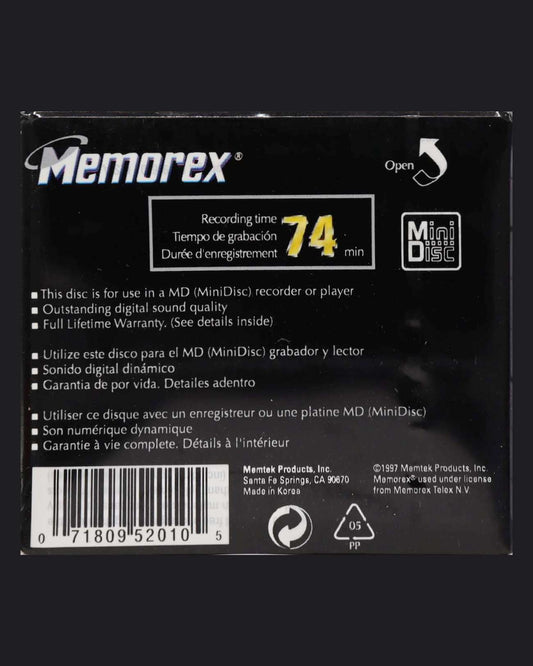 Memorex®
Open
Recording time
Tiempo de grabación
Durée d'enregistrement
74 min
Mini
Disc
This disc is for use in a MD (MiniDisc) recorder or player
Outstanding digital sound quality
Full Lifetime Warranty. (See details inside)
Utilize este disco para el MD (MiniDisc) grabador y lector
Sonido digital dinámico
Garantia de por vida. Detailes adentro
Utiliser ce disque avec un enregistreur ou une platine MD (MiniDisc)
Son numérique dynamique
Garantie à vie complete. Détails à l'intérieur
Memtek Products, Inc.
Santa Fe Springs, CA 90670
Made in Korea
©1997 Memtek Products, Inc.
Memorex® used under license
from Memorex Telex N.V.
0 71809 52010 5
05
PP